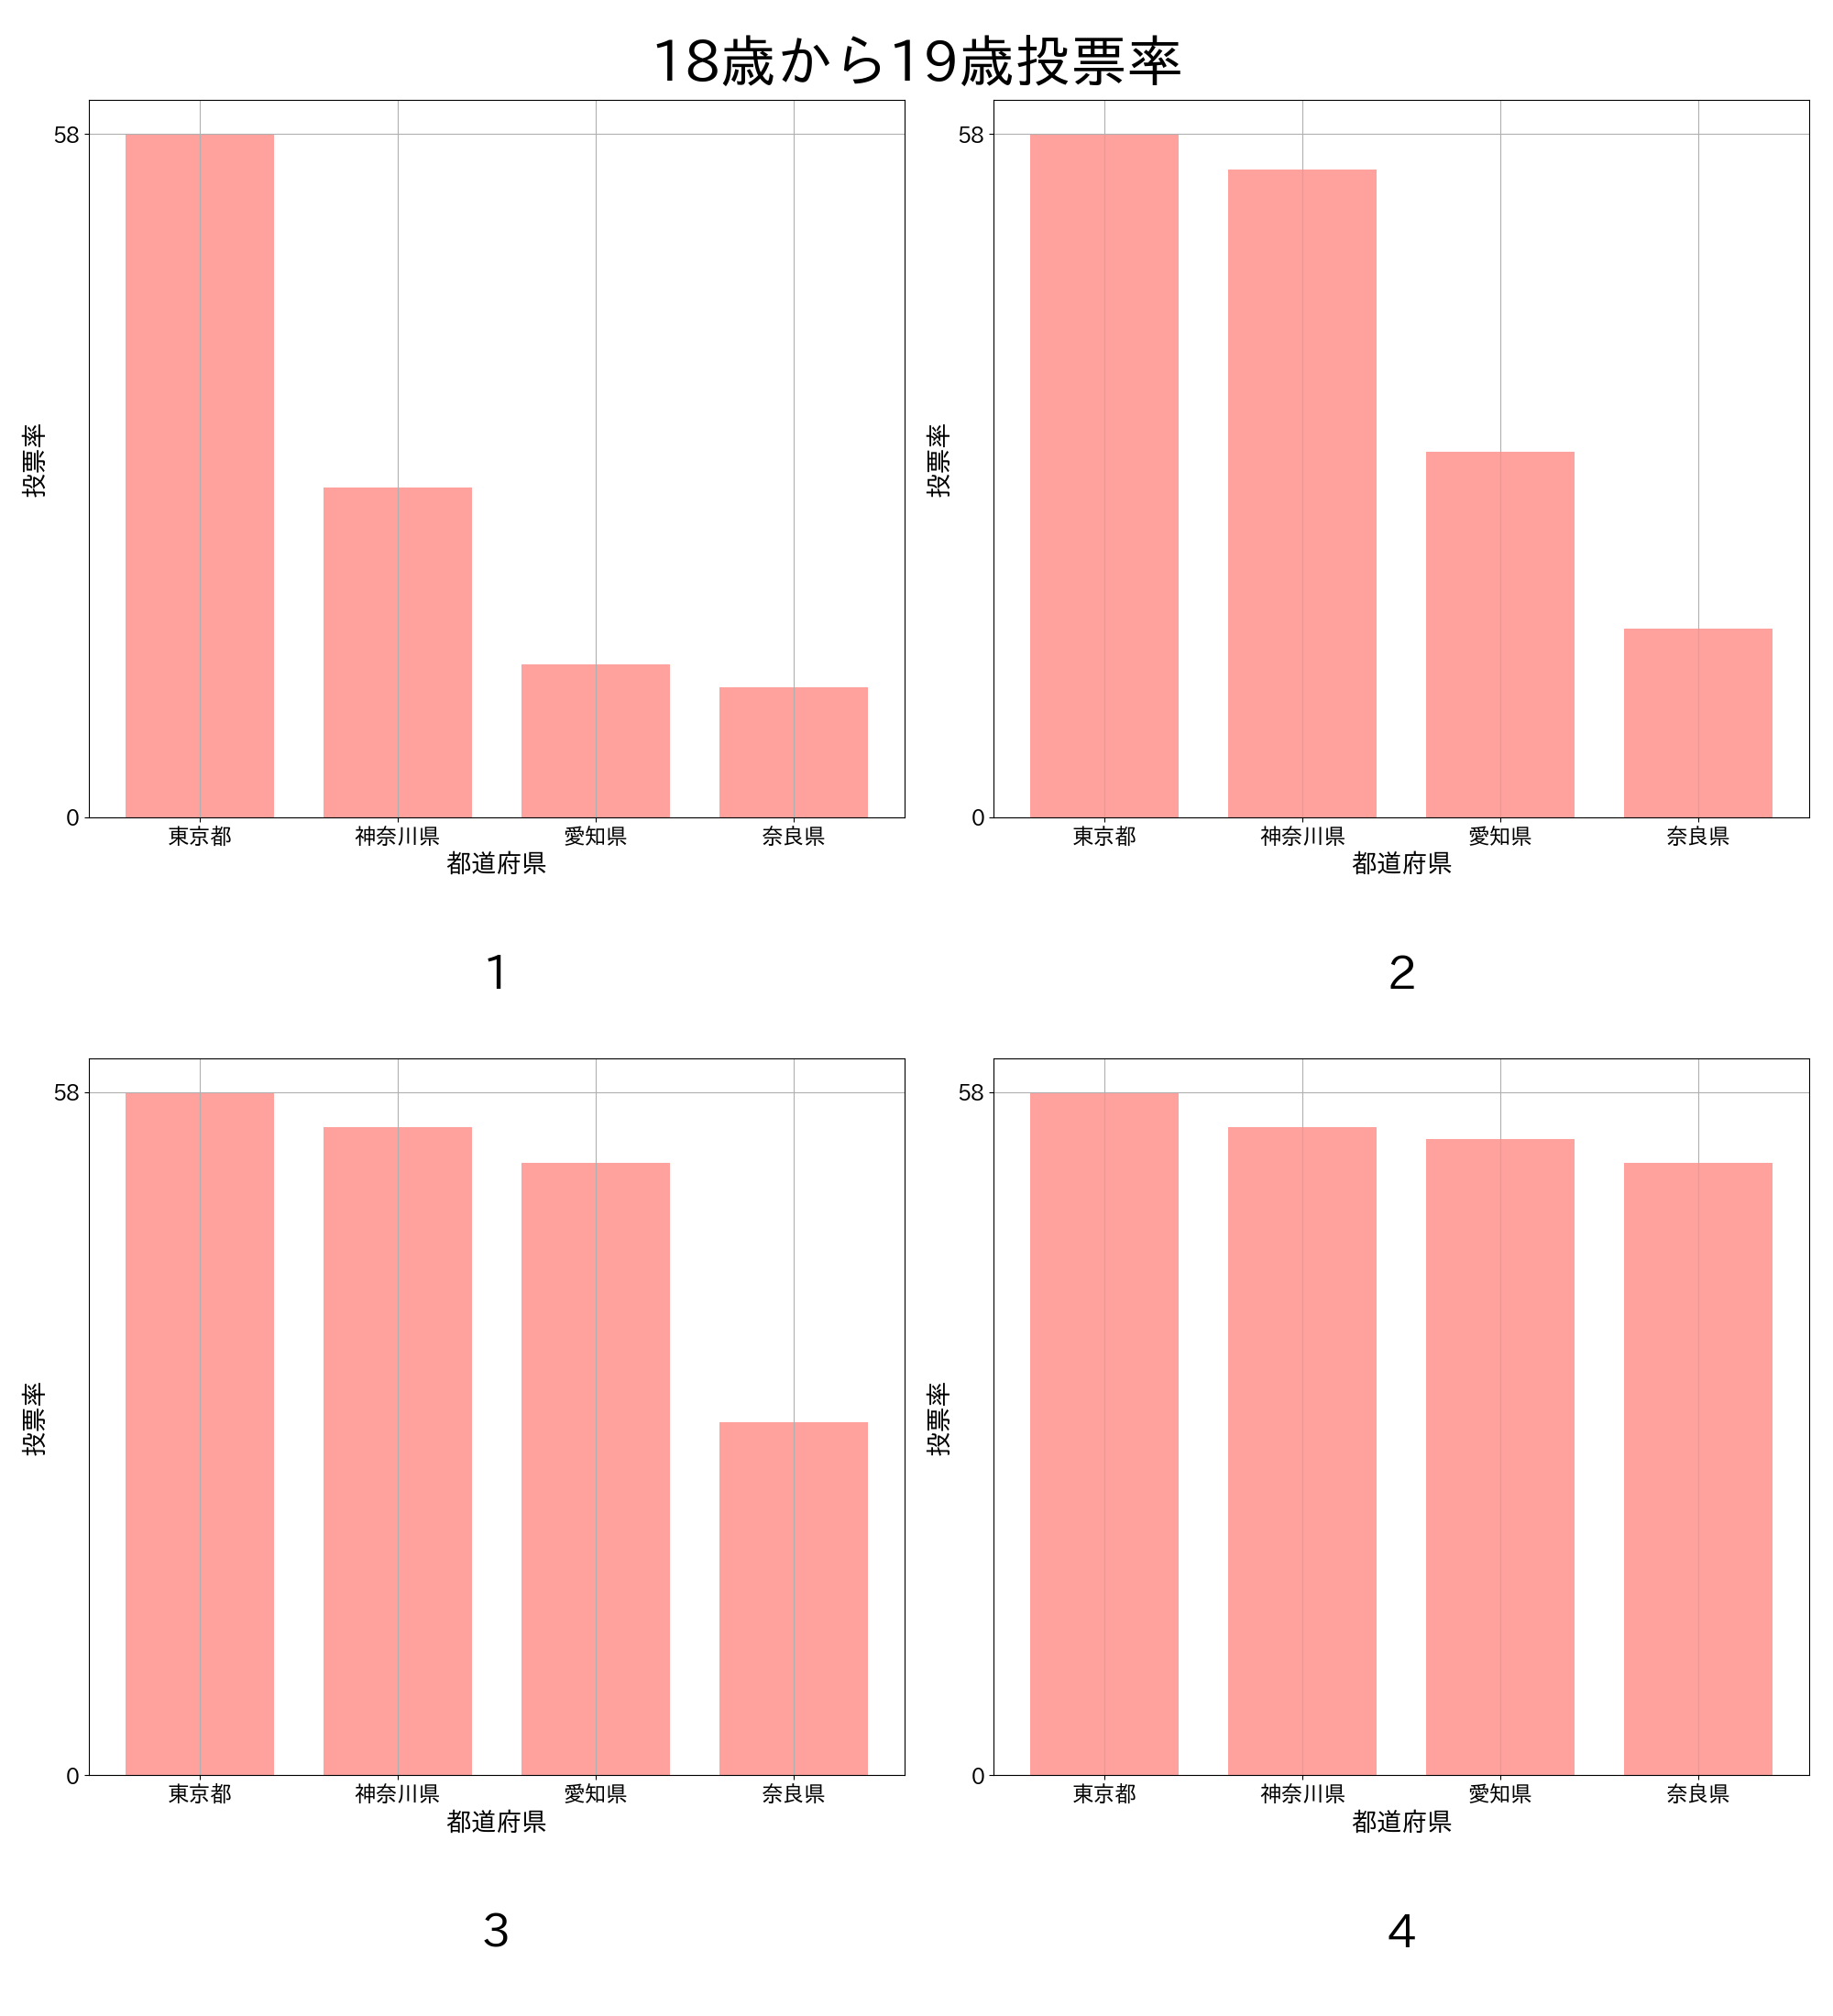 18歳から19歳投票率
58
0
投票率
東京都 神奈川県 愛知県 奈良県
都道府県
1
58
0
投票率
東京都 神奈川県 愛知県 奈良県
都道府県
2
58
0
投票率
東京都 神奈川県 愛知県 奈良県
都道府県
3
58
0
投票率
東京都 神奈川県 愛知県 奈良県
都道府県
4